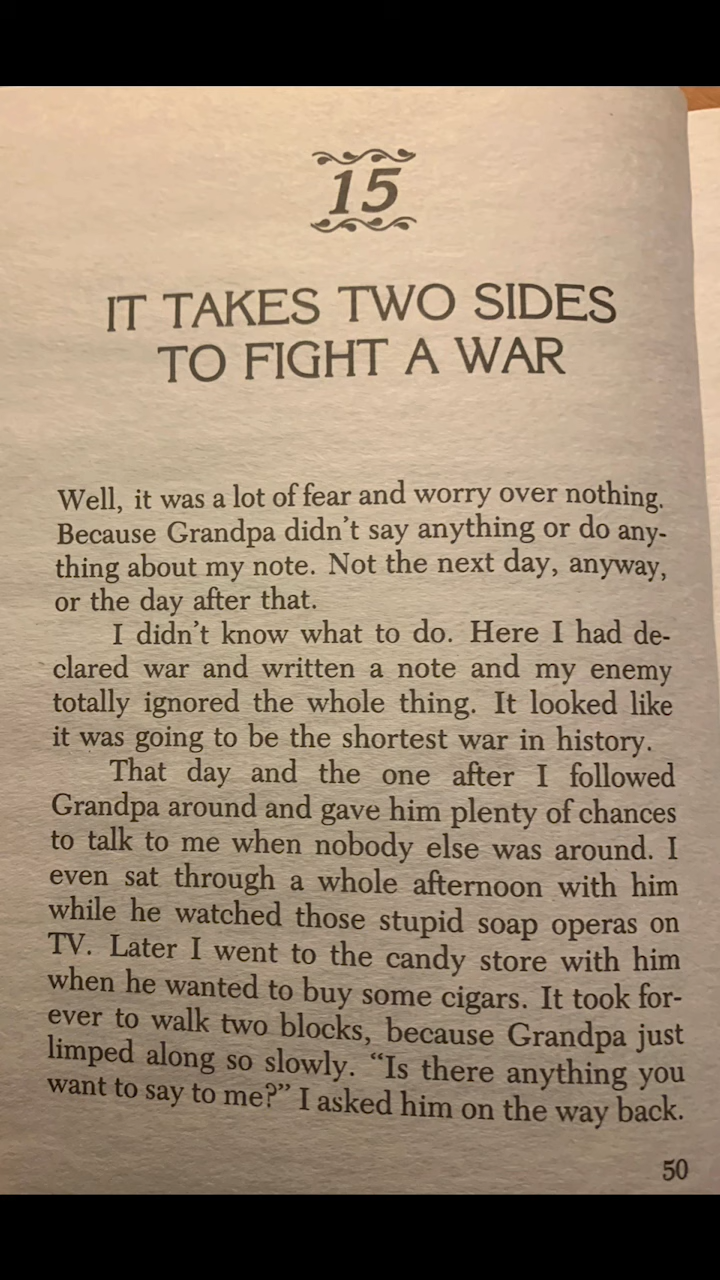 15
IT TAKES TWO SIDES
TO FIGHT A WAR
Well, it was a lot of fear and worry over nothing.
Because Grandpa didn't say anything or do any-
thing about my note. Not the next day, anyway,
or the day after that.
I didn't know what to do. Here I had de-
clared war and written a note and my enemy
totally ignored the whole thing. It looked like
it was going to be the shortest war in history.
That day and the one after I followed
Grandpa around and gave him plenty of chances
to talk to me when nobody else was around. I
even sat through a whole afternoon with him
while he watched those stupid soap operas on
TV. Later I went to the candy store with him
when he wanted to buy some cigars. It took for-
ever to walk two blocks, because Grandpa just
limped along so slowly. “Is there anything you
want to say to me?” I asked him on the way back.
50